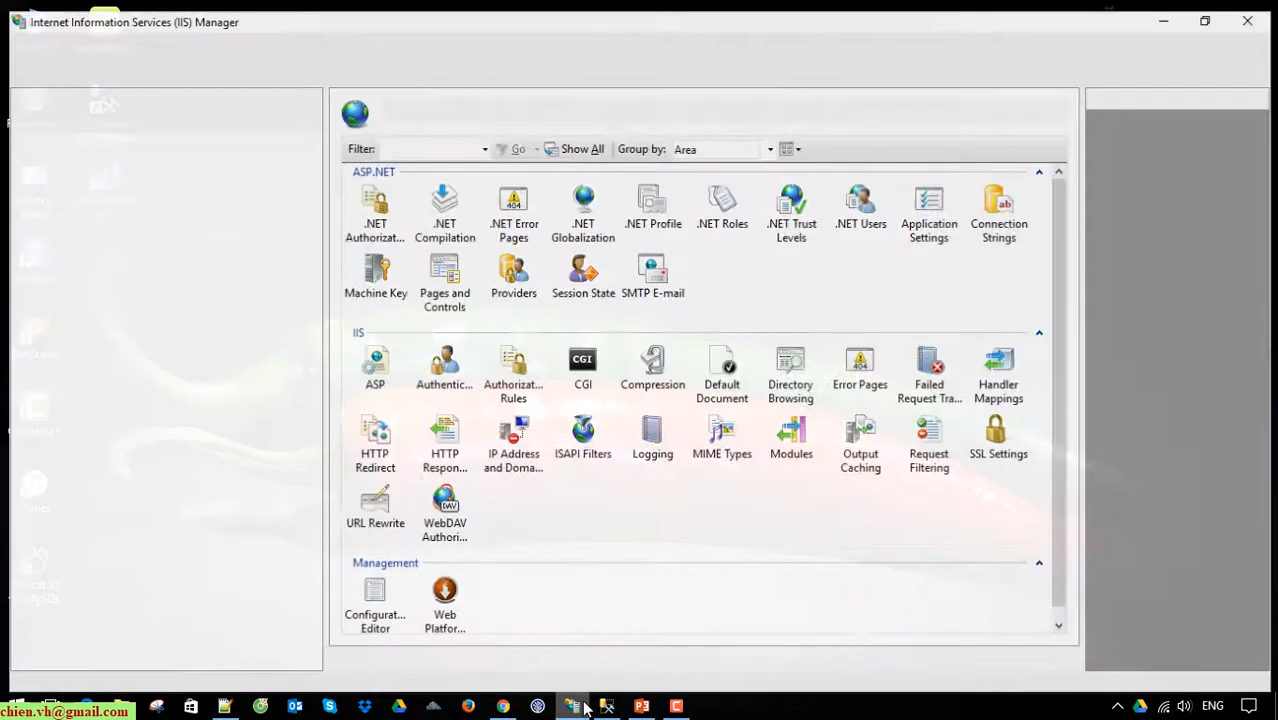 Internet Information Services (IIS) Manager
Filter:
Go
Show All
Group by:
Area
ASP.NET
.NET Authorizat...
.NET Compilation
.NET Error Pages
.NET Globalization
.NET Profile
.NET Roles
.NET Trust Levels
.NET Users
Application Settings
Connection Strings
Machine Key
Pages and Controls
Providers
Session State
SMTP E-mail
IIS
ASP
Authentic...
Authorizat... Rules
CGI
Compression
Default Document
Directory Browsing
Error Pages
Failed Request Tra...
Handler Mappings
HTTP Redirect
HTTP Respon...
IP Address and Doma...
ISAPI Filters
Logging
MIME Types
Modules
Output Caching
Request Filtering
SSL Settings
URL Rewrite
WebDAV Authori...
Management
Configurat... Editor
Web Platfor...
chien.vh@gmail.com
ENG